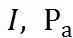 I, Pₐ